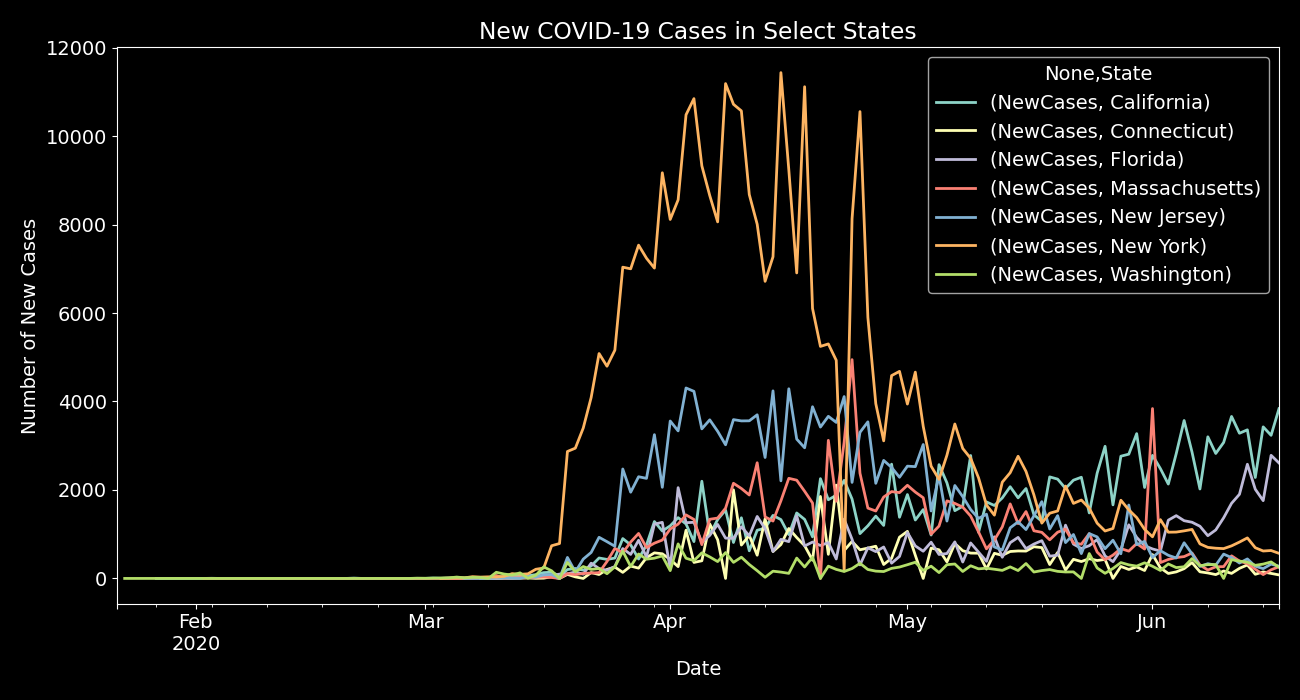 New COVID-19 Cases in Select States
12000
10000
8000
6000
4000
2000
0
Number of New Cases
None,State
(NewCases, California)
(NewCases, Connecticut)
(NewCases, Florida)
(NewCases, Massachusetts)
(NewCases, New Jersey)
(NewCases, New York)
(NewCases, Washington)
Feb Mar Apr May Jun
2020
Date